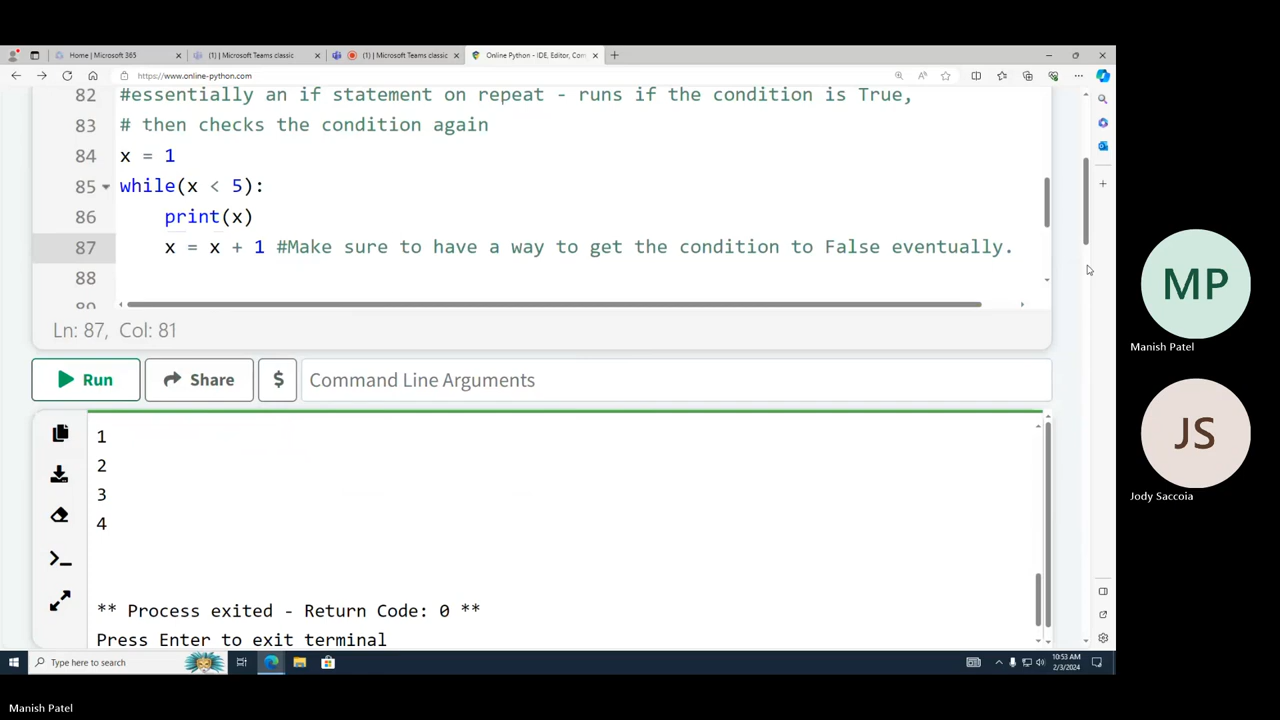 Home | Microsoft 365
(1) | Microsoft Teams classic
(1) | Microsoft Teams classic
Online Python - IDE, Editor, Com
https://www.online-python.com
82 #essentially an if statement on repeat - runs if the condition is True,
83 # then checks the condition again
84 x = 1
85 while(x < 5):
86 print(x)
87 x = x + 1 #Make sure to have a way to get the condition to False eventually.
88
89
Ln: 87, Col: 81
Run
Share
$
Command Line Arguments
1
2
3
4
** Process exited - Return Code: 0 **
Press Enter to exit terminal
MP
Manish Patel
JS
Jody Saccoia
Type here to search
10:53 AM
2/3/2024
Manish Patel